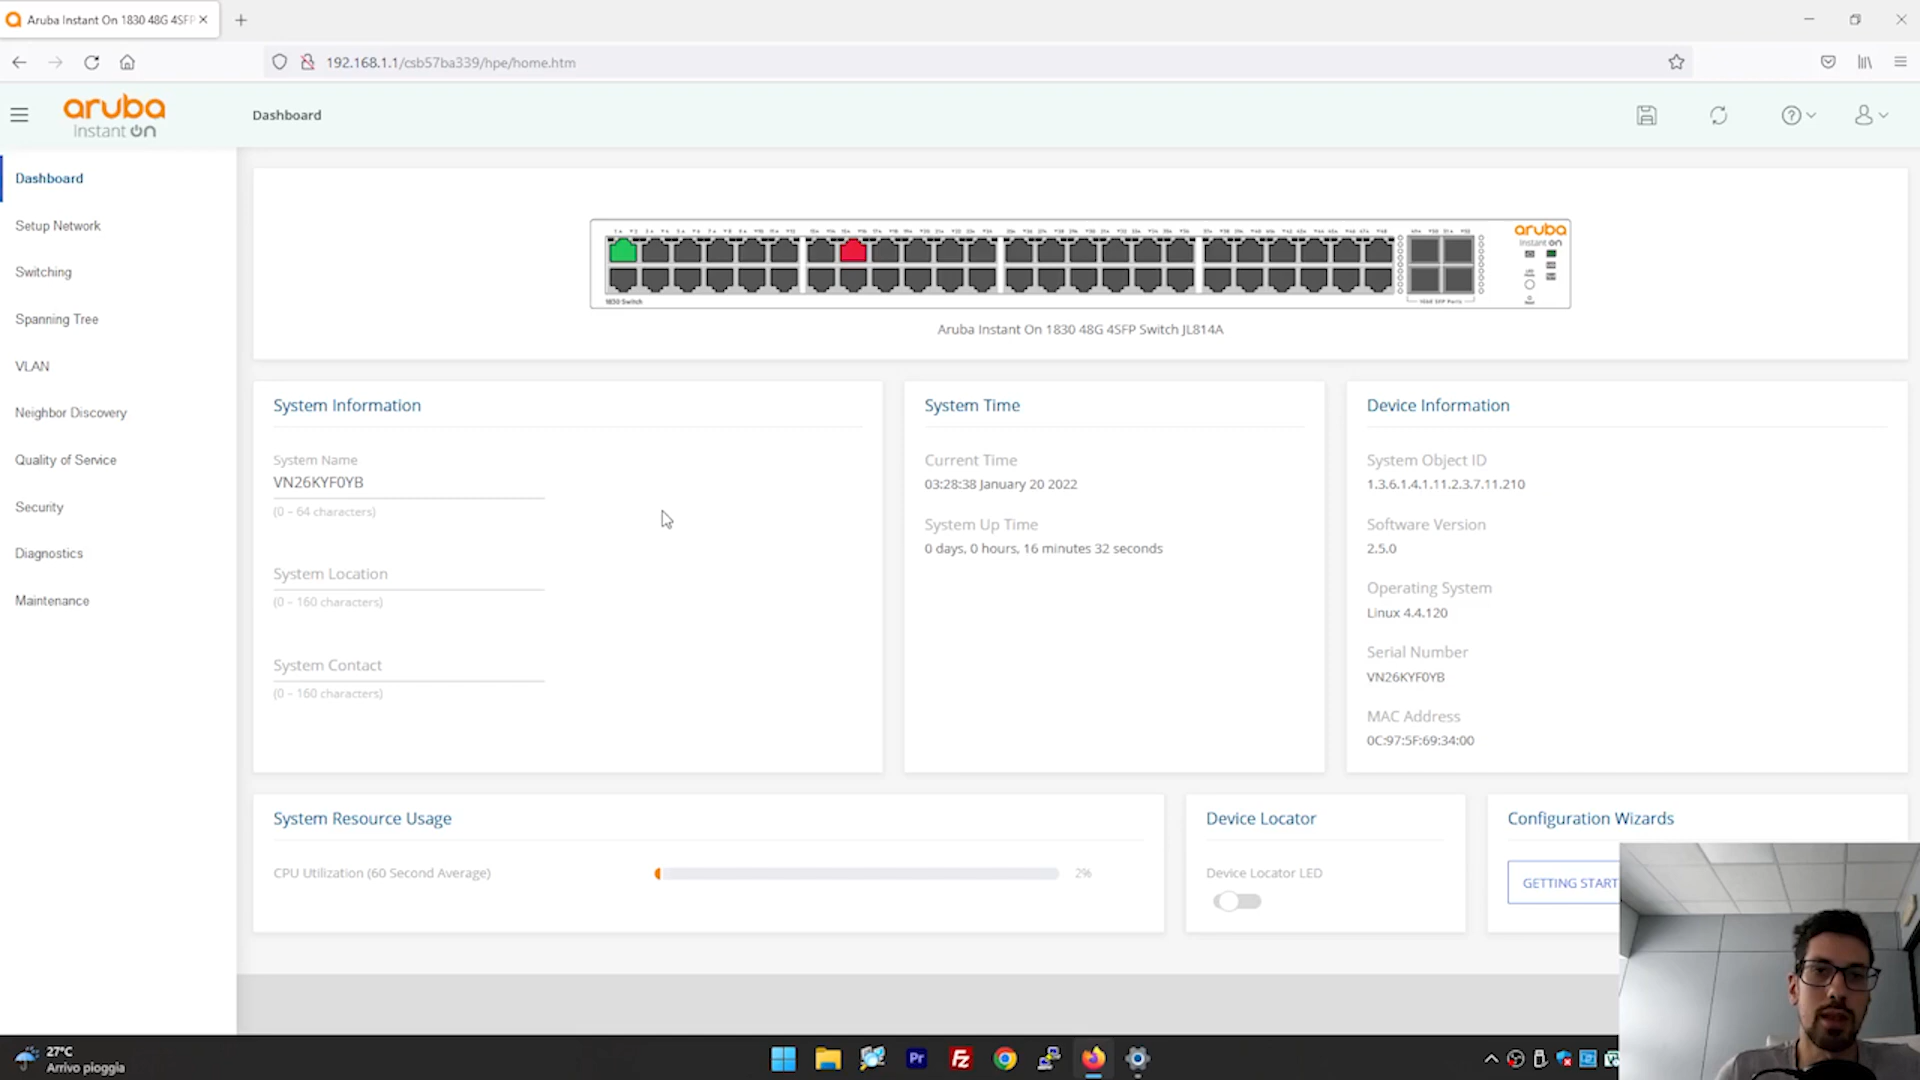 Aruba Instant On 1830 48G 4SFP
192.168.1.1/csb57ba339/hpe/home.htm
aruba
instant on
Dashboard
Dashboard
Setup Network
Switching
Spanning Tree
VLAN
Neighbor Discovery
Quality of Service
Security
Diagnostics
Maintenance
aruba
instant on
1830 Switch
Aruba Instant On 1830 48G 4SFP Switch JL814A
System Information
System Name
VN26KYF0YB
(0 – 64 characters)
System Location
(0 – 160 characters)
System Contact
(0 – 160 characters)
System Time
Current Time
03:28:38 January 20 2022
System Up Time
0 days, 0 hours, 16 minutes 32 seconds
Device Information
System Object ID
1.3.6.1.4.1.11.2.3.7.11.210
Software Version
2.5.0
Operating System
Linux 4.4.120
Serial Number
VN26KYF0YB
MAC Address
0C:97:5F:69:34:00
System Resource Usage
CPU Utilization (60 Second Average)
2%
Device Locator
Device Locator LED
Configuration Wizards
GETTING START
27°C
Arrivo pioggia
Pr
Fz